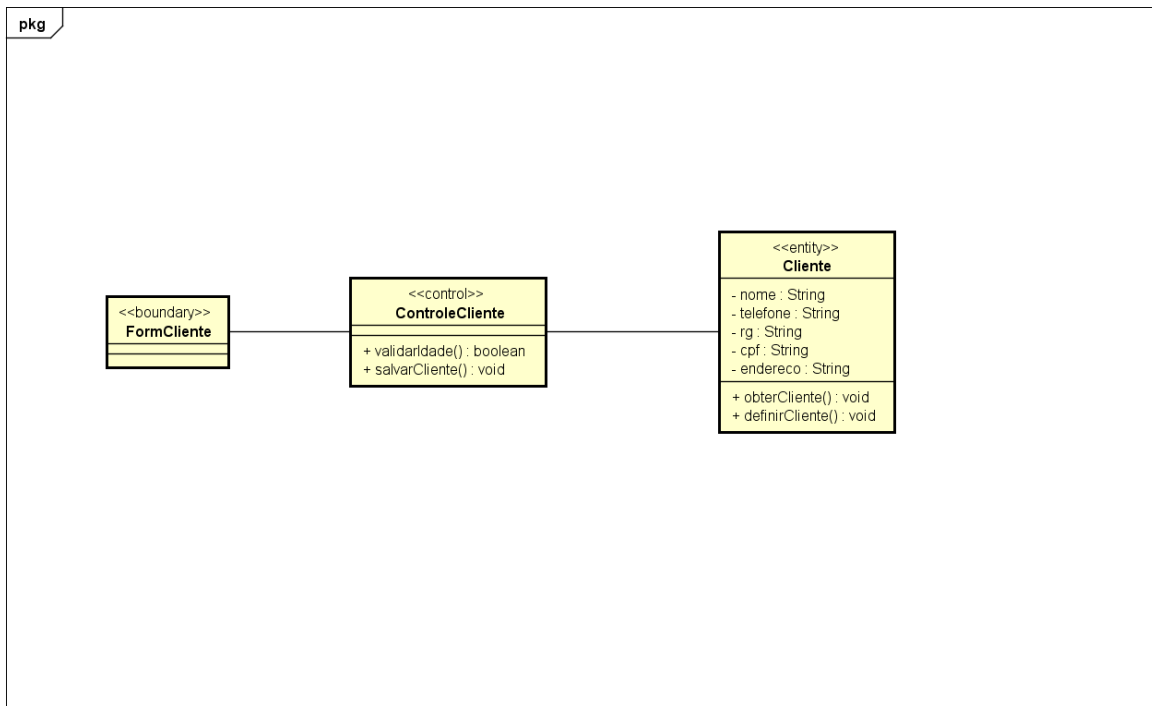 pkg
<<boundary>>
FormCliente
<<control>>
ControleCliente
+ validarIdade() : boolean
+ salvarCliente() : void
<<entity>>
Cliente
- nome : String
- telefone : String
- rg : String
- cpf : String
- endereco : String
+ obterCliente() : void
+ definirCliente() : void